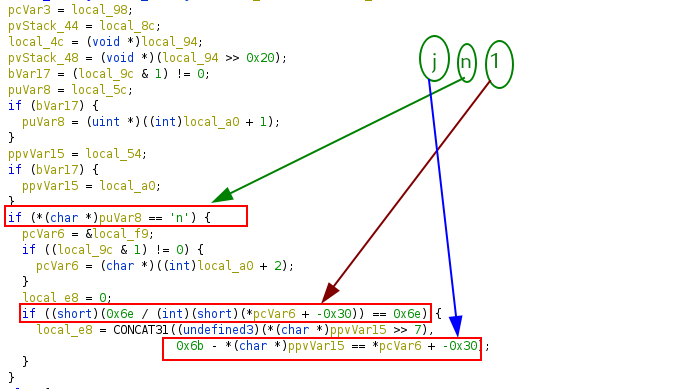 pcVar3 = local_98;
pvStack_44 = local_8c;
local_4c = (void *)local_94;
pvStack_48 = (void *)(local_94 >> 0x20);
bVar17 = (local_9c & 1) != 0;
puVar8 = local_5c;
if (bVar17) {
puVar8 = (uint *)((int)local_a0 + 1);
}
ppvVar15 = local_54;
if (bVar17) {
ppvVar15 = local_a0;
}
if (*(char *)puVar8 == 'n') {
pcVar6 = &local_f9;
if ((local_9c & 1) != 0) {
pcVar6 = (char *)((int)local_a0 + 2);
}
local_e8 = 0;
if ((short)(0x6e / (int)(short)(*pcVar6 + -0x30)) == 0x6e) {
local_e8 = CONCAT31((undefined3)(*(char *)ppvVar15 >> 7),
0x6b - *(char *)ppvVar15 == *pcVar6 + -0x30);
}
}
j n 1